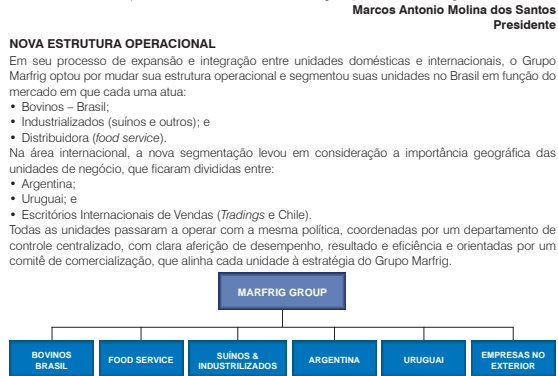 Marcos Antonio Molina dos Santos
Presidente
NOVA ESTRUTURA OPERACIONAL
Em seu processo de expansão e integração entre unidades domésticas e internacionais, o Grupo
Marfrig optou por mudar sua estrutura operacional e segmentou suas unidades no Brasil em função do
mercado em que cada uma atua:
• Bovinos – Brasil;
• Industrializados (suínos e outros); e
• Distribuidora (food service).
Na área internacional, a nova segmentação levou em consideração a importância geográfica das
unidades de negócio, que ficaram divididas entre:
• Argentina;
• Uruguai; e
• Escritórios Internacionais de Vendas (Tradings e Chile).
Todas as unidades passaram a operar com a mesma política, coordenadas por um departamento de
controle centralizado, com clara aferição de desempenho, resultado e eficiência e orientadas por um
comitê de comercialização, que alinha cada unidade à estratégia do Grupo Marfrig.
MARFRIG GROUP
BOVINOS
BRASIL
FOOD SERVICE
SUÍNOS &
INDUSTRILIZADOS
ARGENTINA
URUGUAI
EMPRESAS NO
EXTERIOR